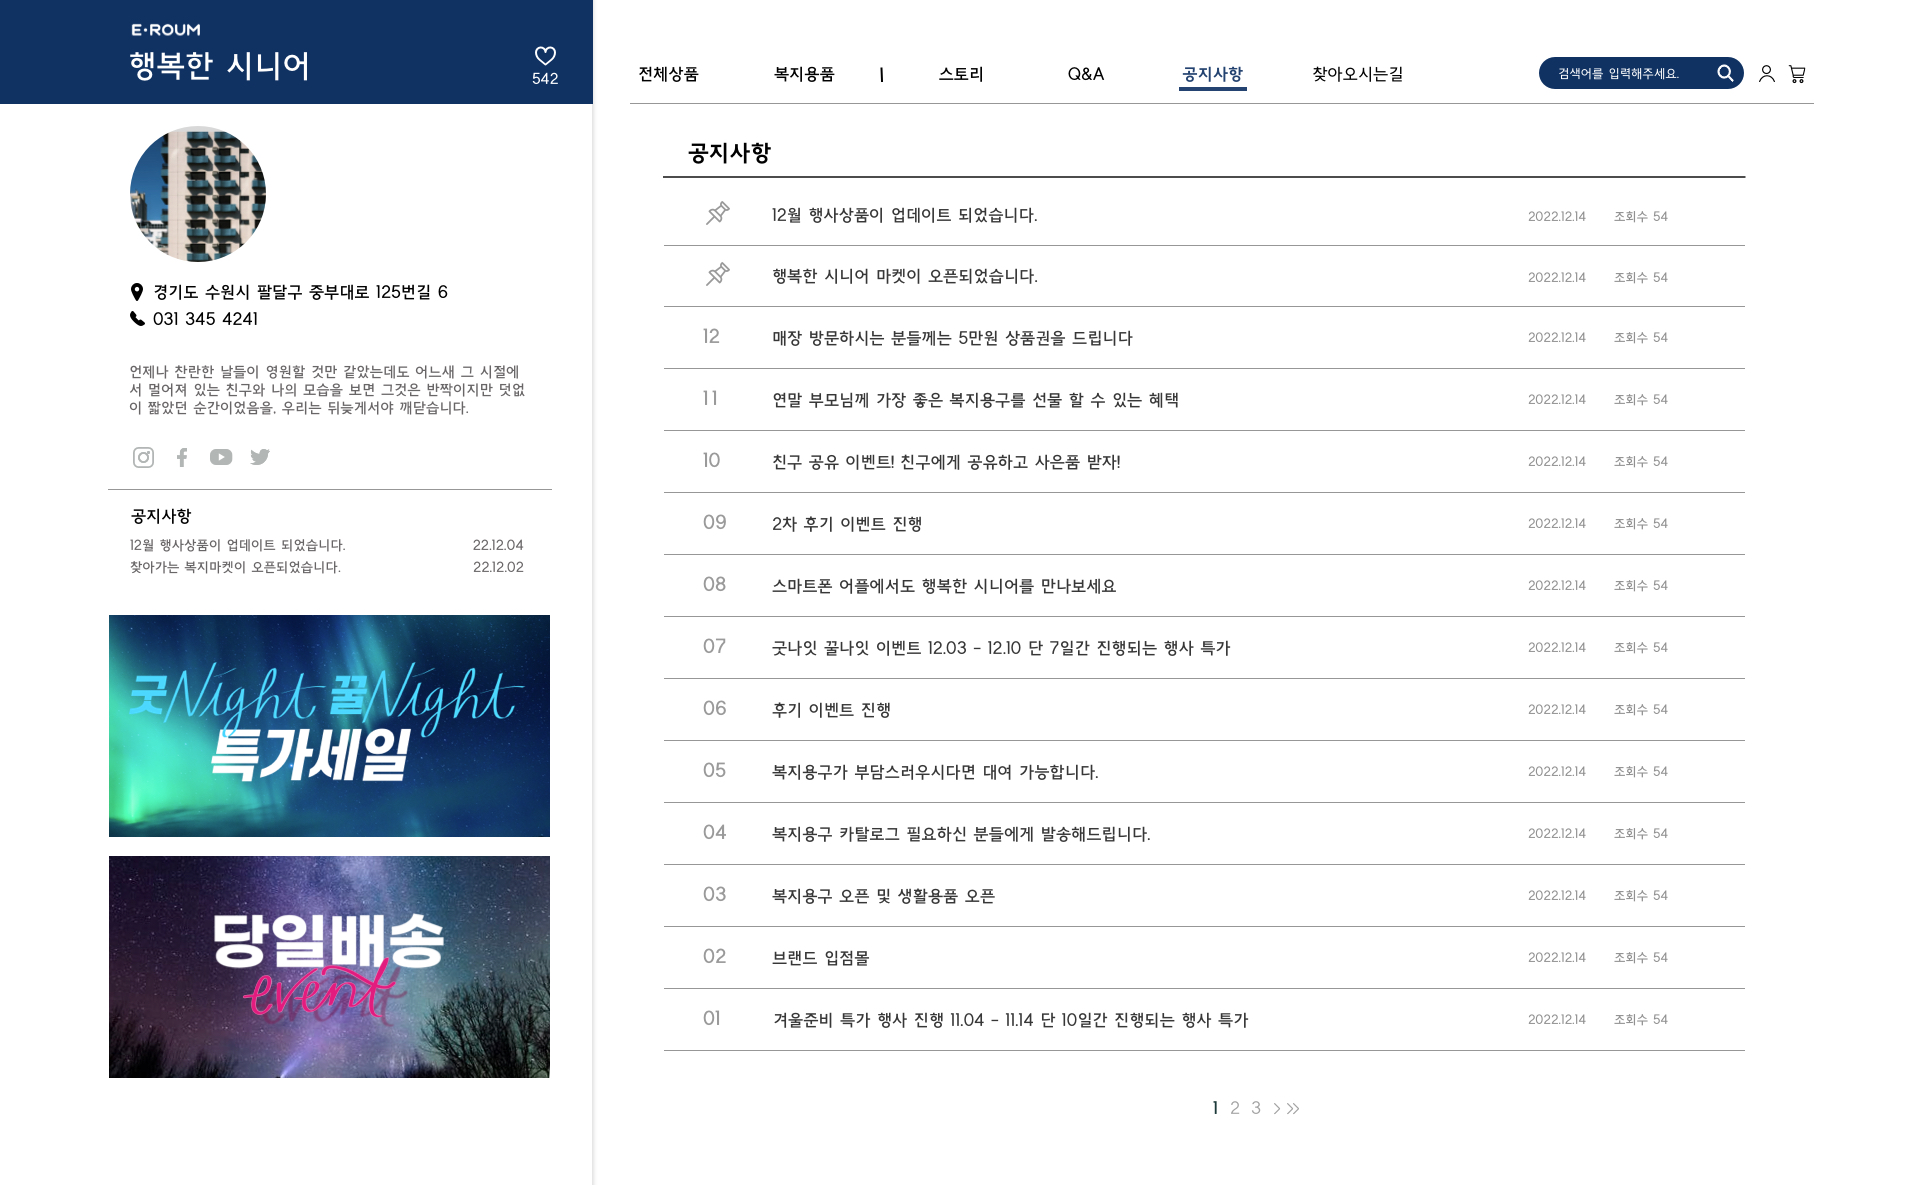 E·ROUM
행복한 시니어
542
전체상품 복지용품 | 스토리 Q&A 공지사항 찾아오시는길
검색어를 입력해주세요.
경기도 수원시 팔달구 중부대로 125번길 6
031 345 4241
언제나 찬란한 날들이 영원할 것만 같았는데도 어느새 그 시절에
서 멀어져 있는 친구와 나의 모습을 보면 그것은 반짝이지만 덧없
이 짧았던 순간이었음을, 우리는 뒤늦게서야 깨닫습니다.
공지사항
12월 행사상품이 업데이트 되었습니다. 22.12.04
찾아가는 복지마켓이 오픈되었습니다. 22.12.02
굿Night 꿀Night
특가세일
당일배송
event
공지사항
12월 행사상품이 업데이트 되었습니다. 2022.12.14 조회수 54
행복한 시니어 마켓이 오픈되었습니다. 2022.12.14 조회수 54
12 매장 방문하시는 분들께는 5만원 상품권을 드립니다 2022.12.14 조회수 54
11 연말 부모님께 가장 좋은 복지용구를 선물 할 수 있는 혜택 2022.12.14 조회수 54
10 친구 공유 이벤트! 친구에게 공유하고 사은품 받자! 2022.12.14 조회수 54
09 2차 후기 이벤트 진행 2022.12.14 조회수 54
08 스마트폰 어플에서도 행복한 시니어를 만나보세요 2022.12.14 조회수 54
07 굿나잇 꿀나잇 이벤트 12.03 - 12.10 단 7일간 진행되는 행사 특가 2022.12.14 조회수 54
06 후기 이벤트 진행 2022.12.14 조회수 54
05 복지용구가 부담스러우시다면 대여 가능합니다. 2022.12.14 조회수 54
04 복지용구 카탈로그 필요하신 분들에게 발송해드립니다. 2022.12.14 조회수 54
03 복지용구 오픈 및 생활용품 오픈 2022.12.14 조회수 54
02 브랜드 입점몰 2022.12.14 조회수 54
01 겨울준비 특가 행사 진행 11.04 - 11.14 단 10일간 진행되는 행사 특가 2022.12.14 조회수 54
1 2 3